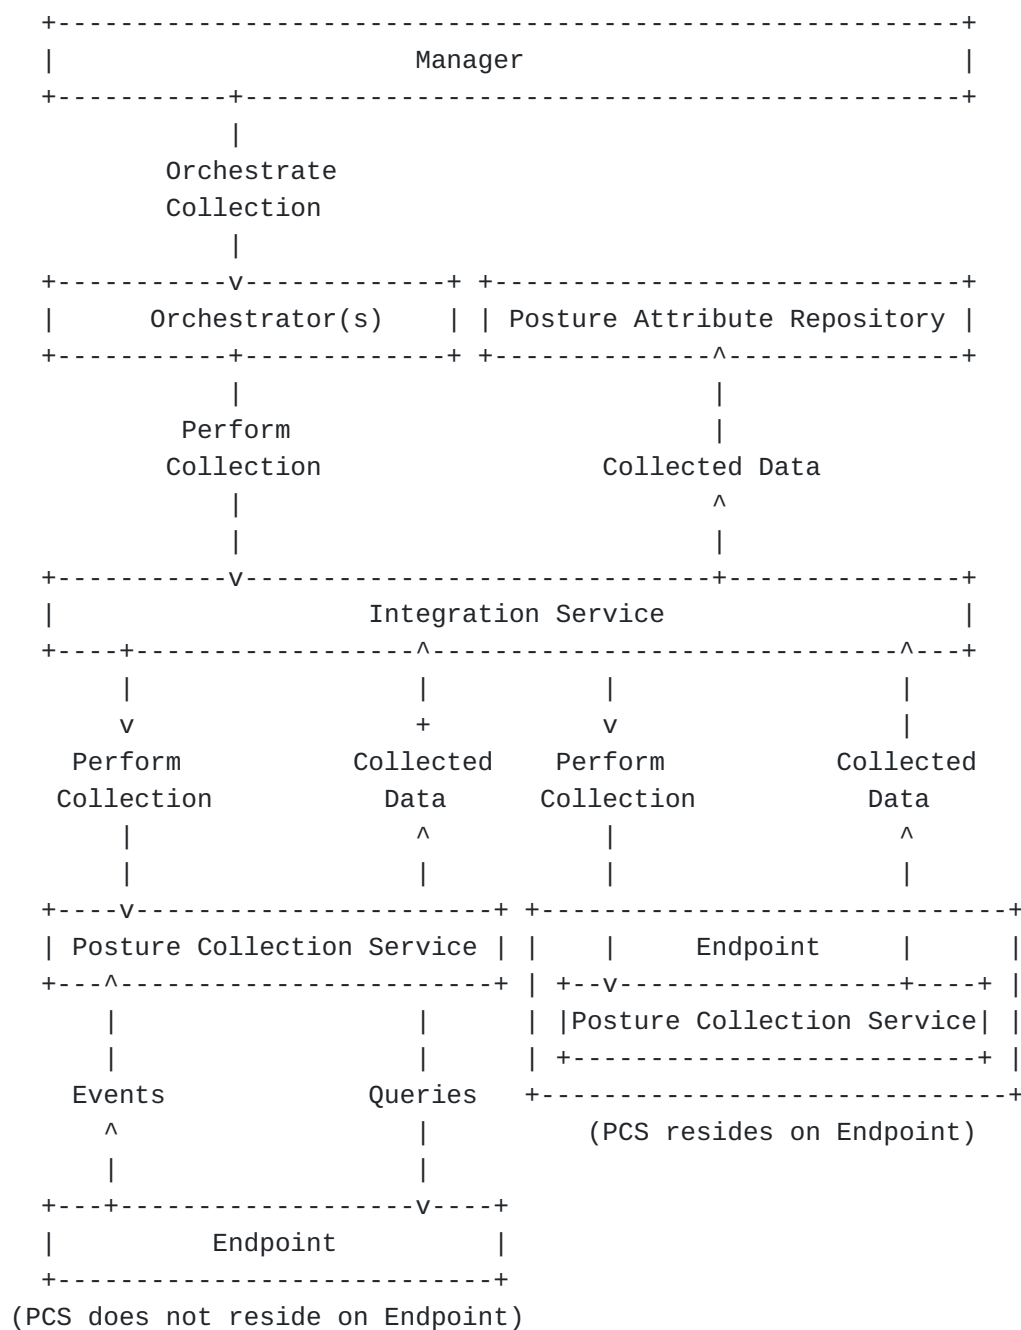 +----------------------------------------------------------+
|                       Manager                            |
+-----------+----------------------------------------------+
            |
        Orchestrate
        Collection
            |
+-----------v-------------+ +------------------------------+
|      Orchestrator(s)    | | Posture Attribute Repository |
+-----------+-------------+ +--------------^---------------+
            |                              |
         Perform                           |
        Collection                  Collected Data
            |                              ^
            |                              |
+-----------v------------------------------+---------------+
|                    Integration Service                   |
+----+------------------^------------------------------^---+
     |                  |           |                  |
     v                  +           v                  |
  Perform           Collected    Perform           Collected
 Collection           Data      Collection           Data
     |                  ^           |                  ^
     |                  |           |                  |
+----v-----------------------+ +------------------------------+
| Posture Collection Service | |    |     Endpoint     |      |
+---^------------------------+ | +--v------------------+----+ |
    |                   |      | |Posture Collection Service| |
    |                   |      | +--------------------------+ |
  Events             Queries   +------------------------------+
    ^                   |          (PCS resides on Endpoint)
    |                   |
+---+-------------------v----+
|          Endpoint          |
+----------------------------+
(PCS does not reside on Endpoint)